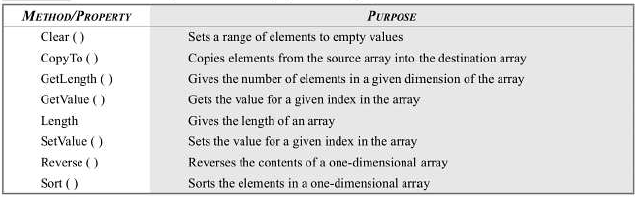 METHOD/PROPERTY PURPOSE
Clear ( ) Sets a range of elements to empty values
CopyTo ( ) Copies elements from the source array into the destination array
GetLength ( ) Gives the number of elements in a given dimension of the array
GetValue ( ) Gets the value for a given index in the array
Length Gives the length of an array
SetValue ( ) Sets the value for a given index in the array
Reverse ( ) Reverses the contents of a one-dimensional array
Sort ( ) Sorts the elements in a one-dimensional array